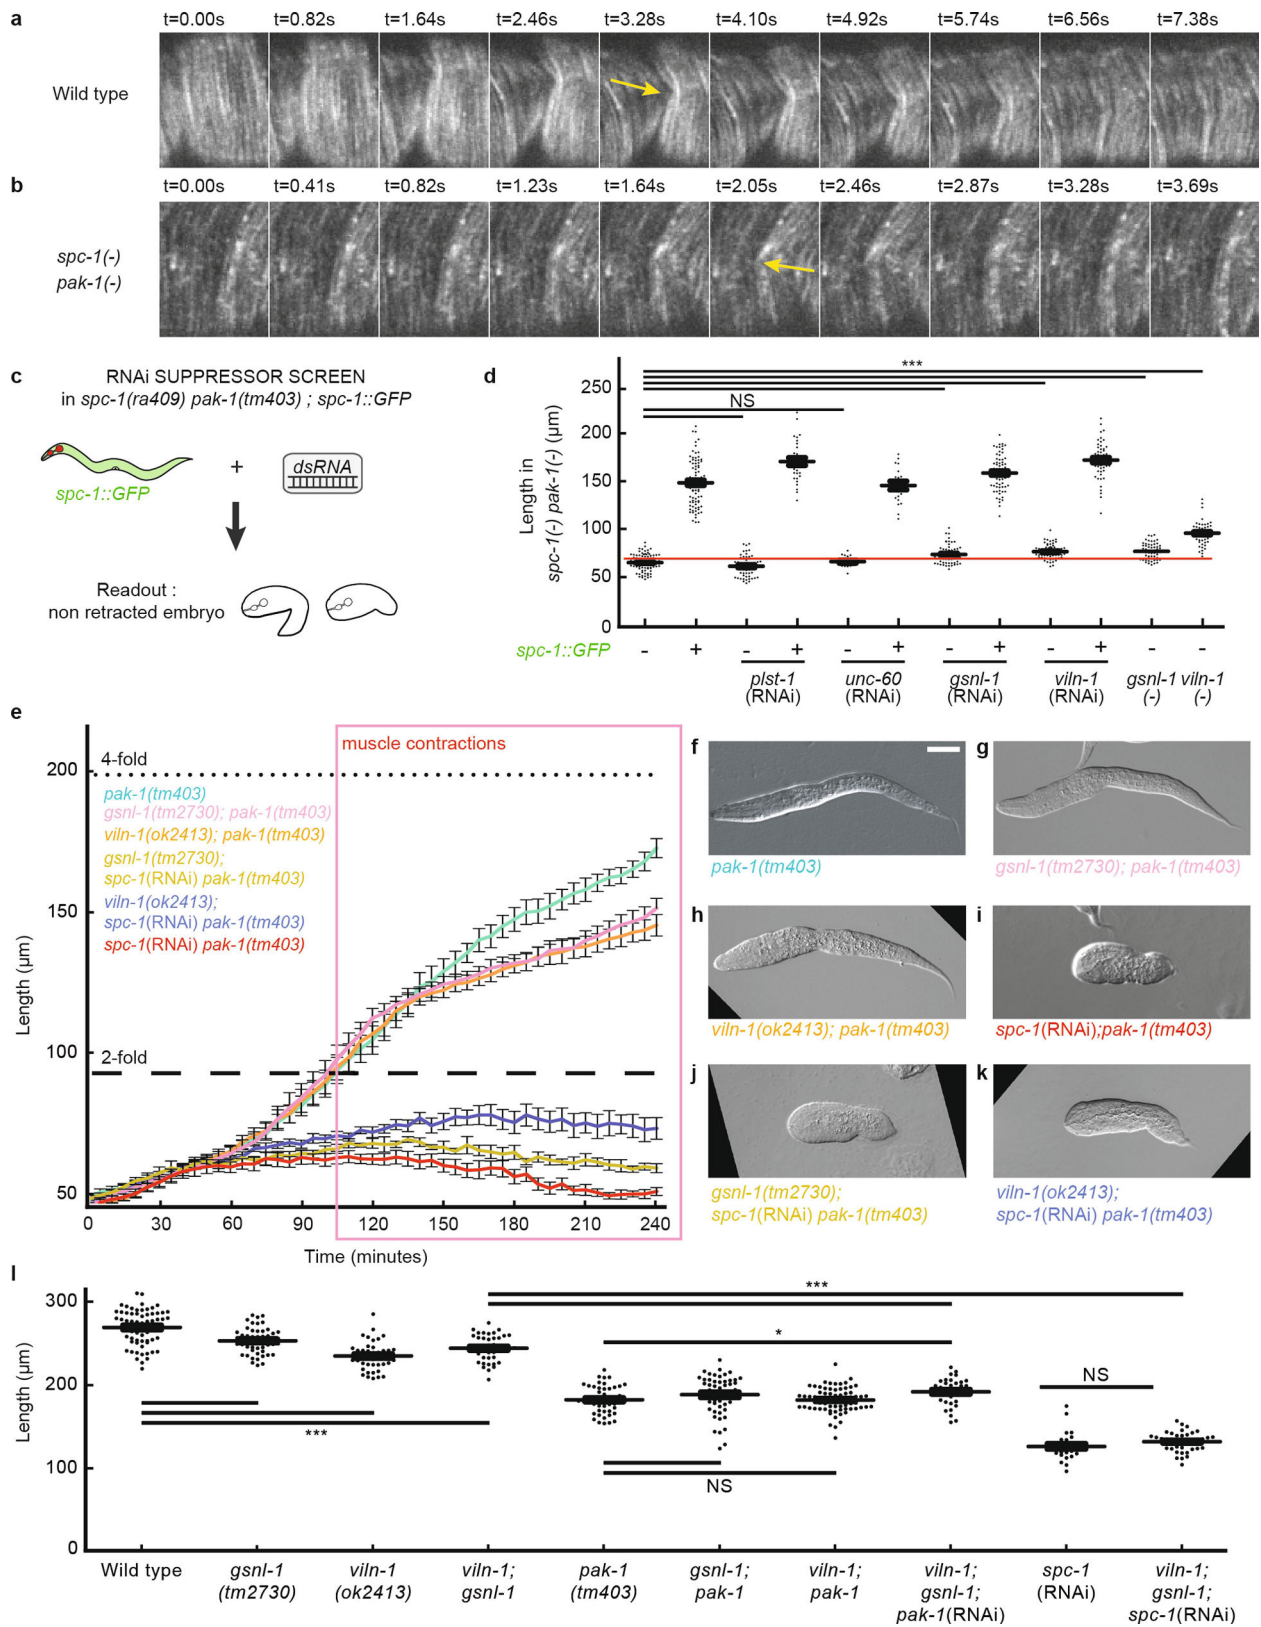 a
t=0.00s t=0.82s t=1.64s t=2.46s t=3.28s t=4.10s t=4.92s t=5.74s t=6.56s t=7.38s
Wild type
b
t=0.00s t=0.41s t=0.82s t=1.23s t=1.64s t=2.05s t=2.46s t=2.87s t=3.28s t=3.69s
spc-1(-)
pak-1(-)
c
RNAi SUPPRESSOR SCREEN
in spc-1(ra409) pak-1(tm403) ; spc-1::GFP
+
dsRNA
spc-1::GFP
Readout :
non retracted embryo
d
Length in
spc-1(-) pak-1(-) (µm)
250
200
150
100
50
0
***
NS
spc-1::GFP - + - + - + - + - + - -
plst-1 unc-60 gsnl-1 viln-1 gsnl-1 viln-1
(RNAi) (RNAi) (RNAi) (RNAi) (-) (-)
e
muscle contractions
4-fold
200
pak-1(tm403)
gsnl-1(tm2730); pak-1(tm403)
viln-1(ok2413); pak-1(tm403)
gsnl-1(tm2730);
spc-1(RNAi) pak-1(tm403)
viln-1(ok2413);
spc-1(RNAi) pak-1(tm403)
spc-1(RNAi) pak-1(tm403)
150
Length (µm)
100
2-fold
50
0 30 60 90 120 150 180 210 240
Time (minutes)
f
pak-1(tm403)
g
gsnl-1(tm2730); pak-1(tm403)
h
viln-1(ok2413); pak-1(tm403)
i
spc-1(RNAi);pak-1(tm403)
j
gsnl-1(tm2730);
spc-1(RNAi) pak-1(tm403)
k
viln-1(ok2413);
spc-1(RNAi) pak-1(tm403)
l
Length (µm)
300
200
100
0
***
*
NS
***
NS
Wild type gsnl-1 viln-1 viln-1; pak-1 gsnl-1; viln-1; viln-1; spc-1 viln-1;
(tm2730) (ok2413) gsnl-1 (tm403) pak-1 pak-1 gsnl-1; (RNAi) gsnl-1;
pak-1(RNAi) spc-1(RNAi)